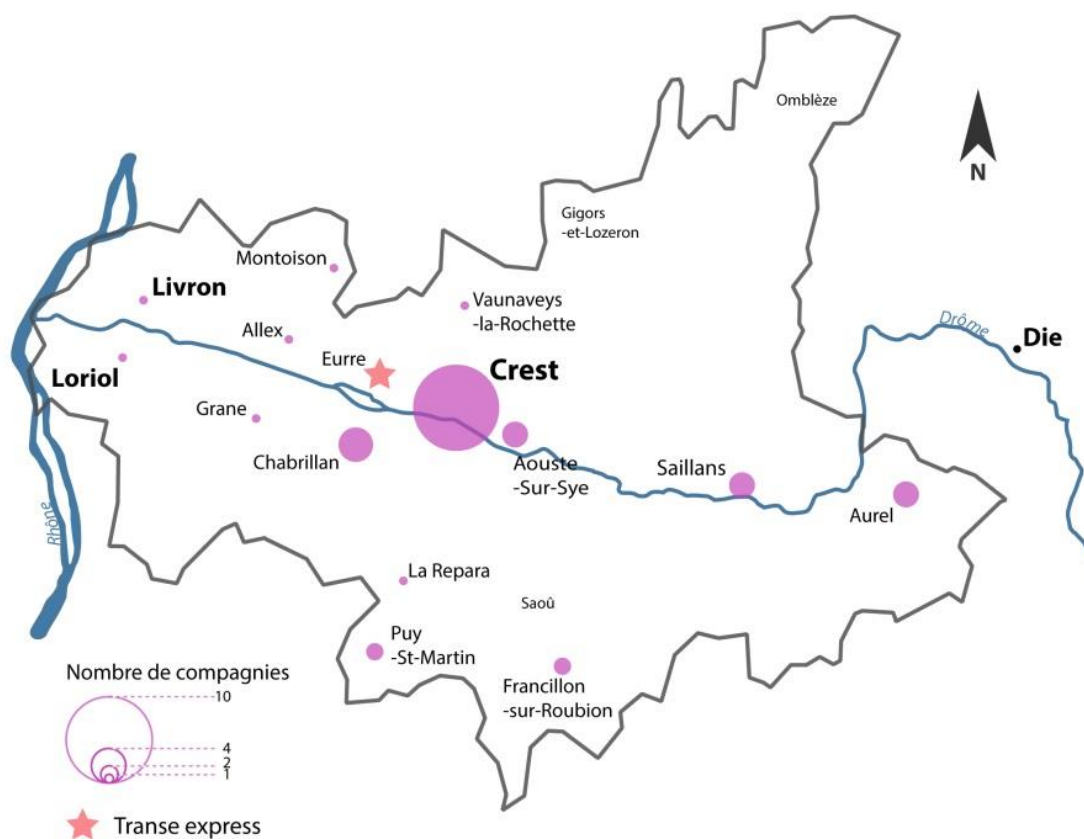 Omblèze
N
Gigors
-et-Lozeron
Montoison
Livron
Vaunaveys
-la-Rochette
Allex
Drôme
Die
Eurre
Crest
Loriol
Grane
Chabrillan
Aouste
-Sur-Sye
Saillans
Aurel
Rhône
La Repara
Saoû
Puy
-St-Martin
Francillon
-sur-Roubion
Nombre de compagnies
10
4
2
1
Transe express